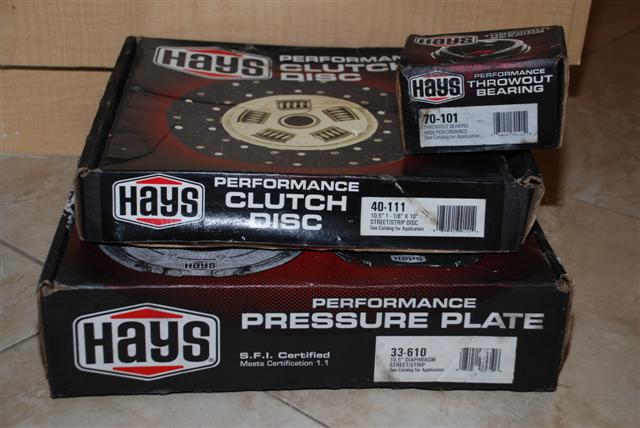 Hays
PERFORMANCE
CLUTCH
DISC
Hays
Hays
PERFORMANCE
THROWOUT
BEARING
70-101
THROWOUT BEARING
HIGH PERFORMANCE
See Catalog for Application
Hays
PERFORMANCE
CLUTCH
DISC
40-111
10.5" 1 - 1/8" X 10"
STREET/STRIP DISC
See Catalog for Application
HAYS
HAYS
Hays
PERFORMANCE
PRESSURE PLATE
S.F.I. Certified
Meets Certification 1.1
33-610
10.5" DIAPHRAGM
STREET/STRIP
See Catalog for Application